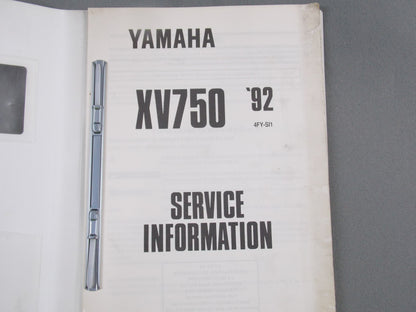 YAMAHA
XV750 '92
4FY-SI1
SERVICE
INFORMATION